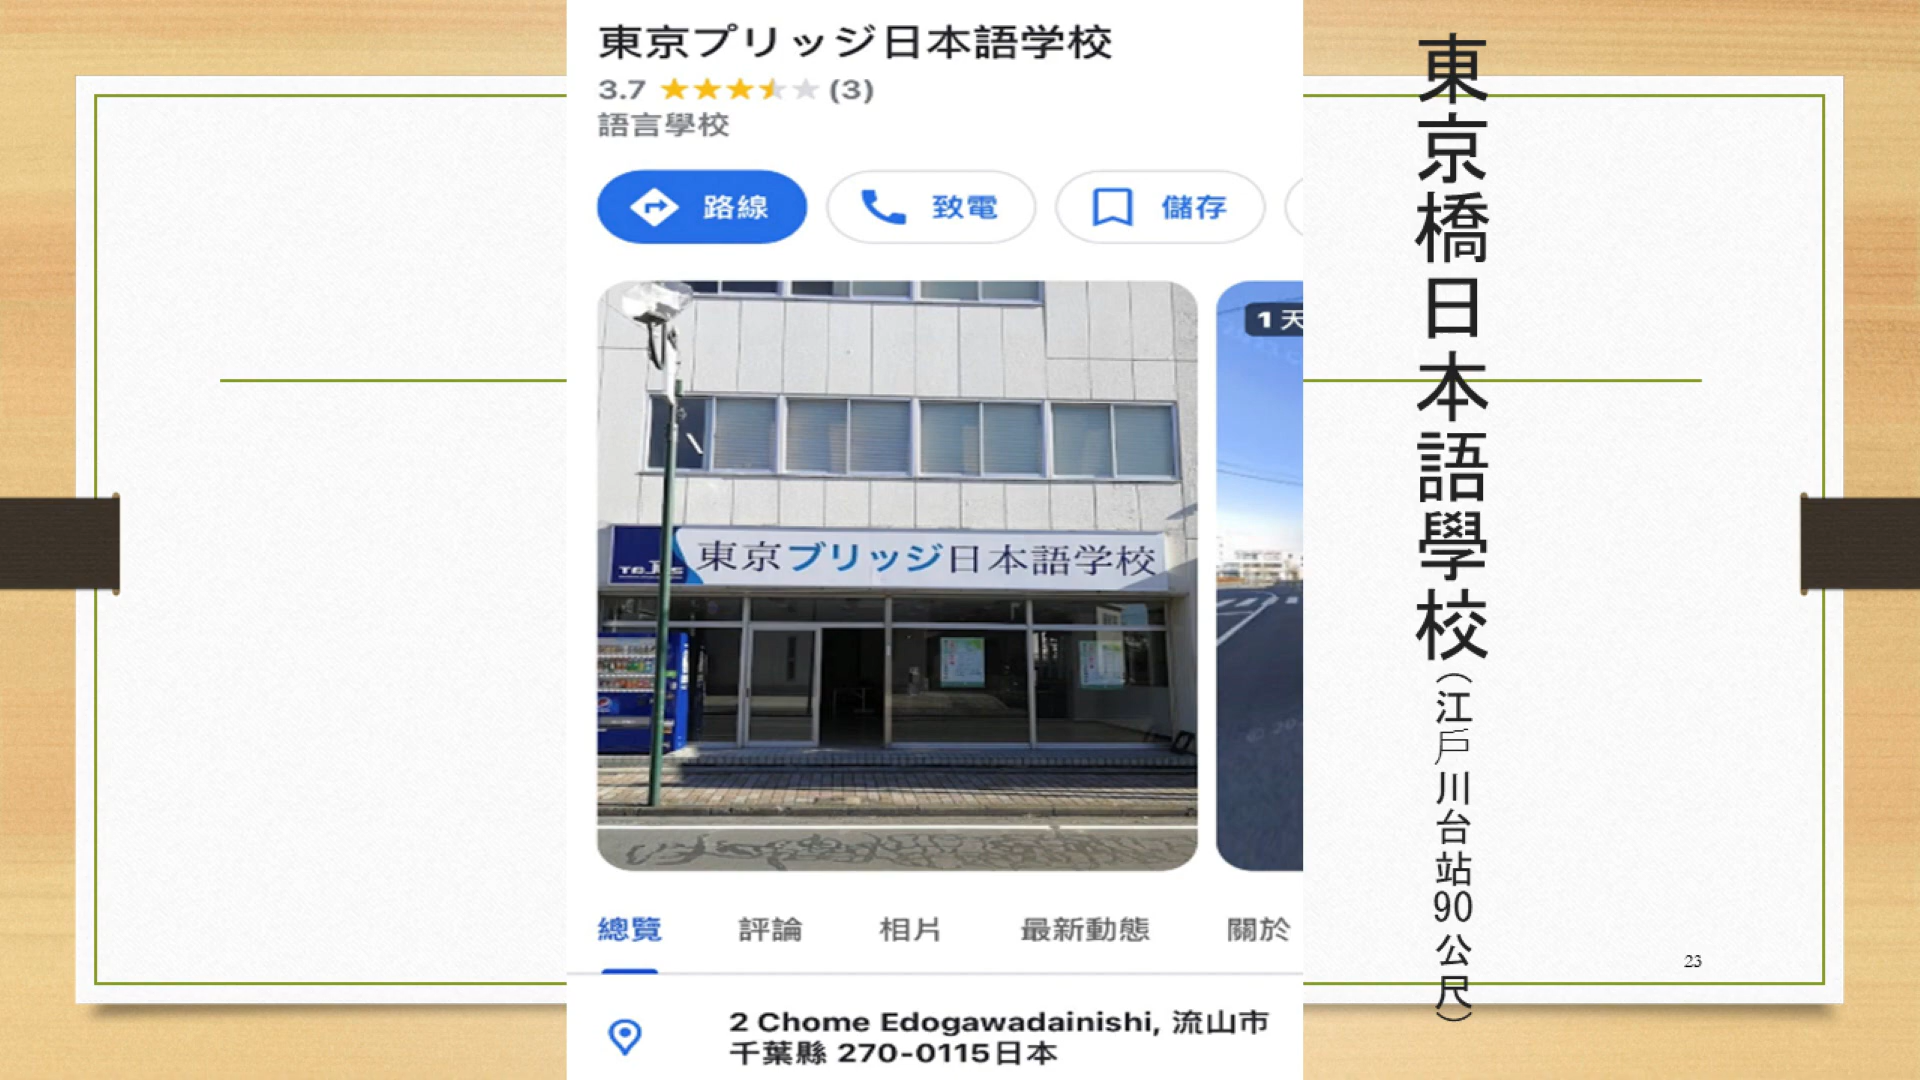 東京プリッジ日本語学校
3.7 (3)
語言學校
路線
致電
儲存
1 天
東京ブリッジ日本語学校
總覽
評論
相片
最新動態
關於
2 Chome Edogawadainishi, 流山市
千葉縣 270-0115日本
東京橋日本語學校（江戶川台站90公尺）
23